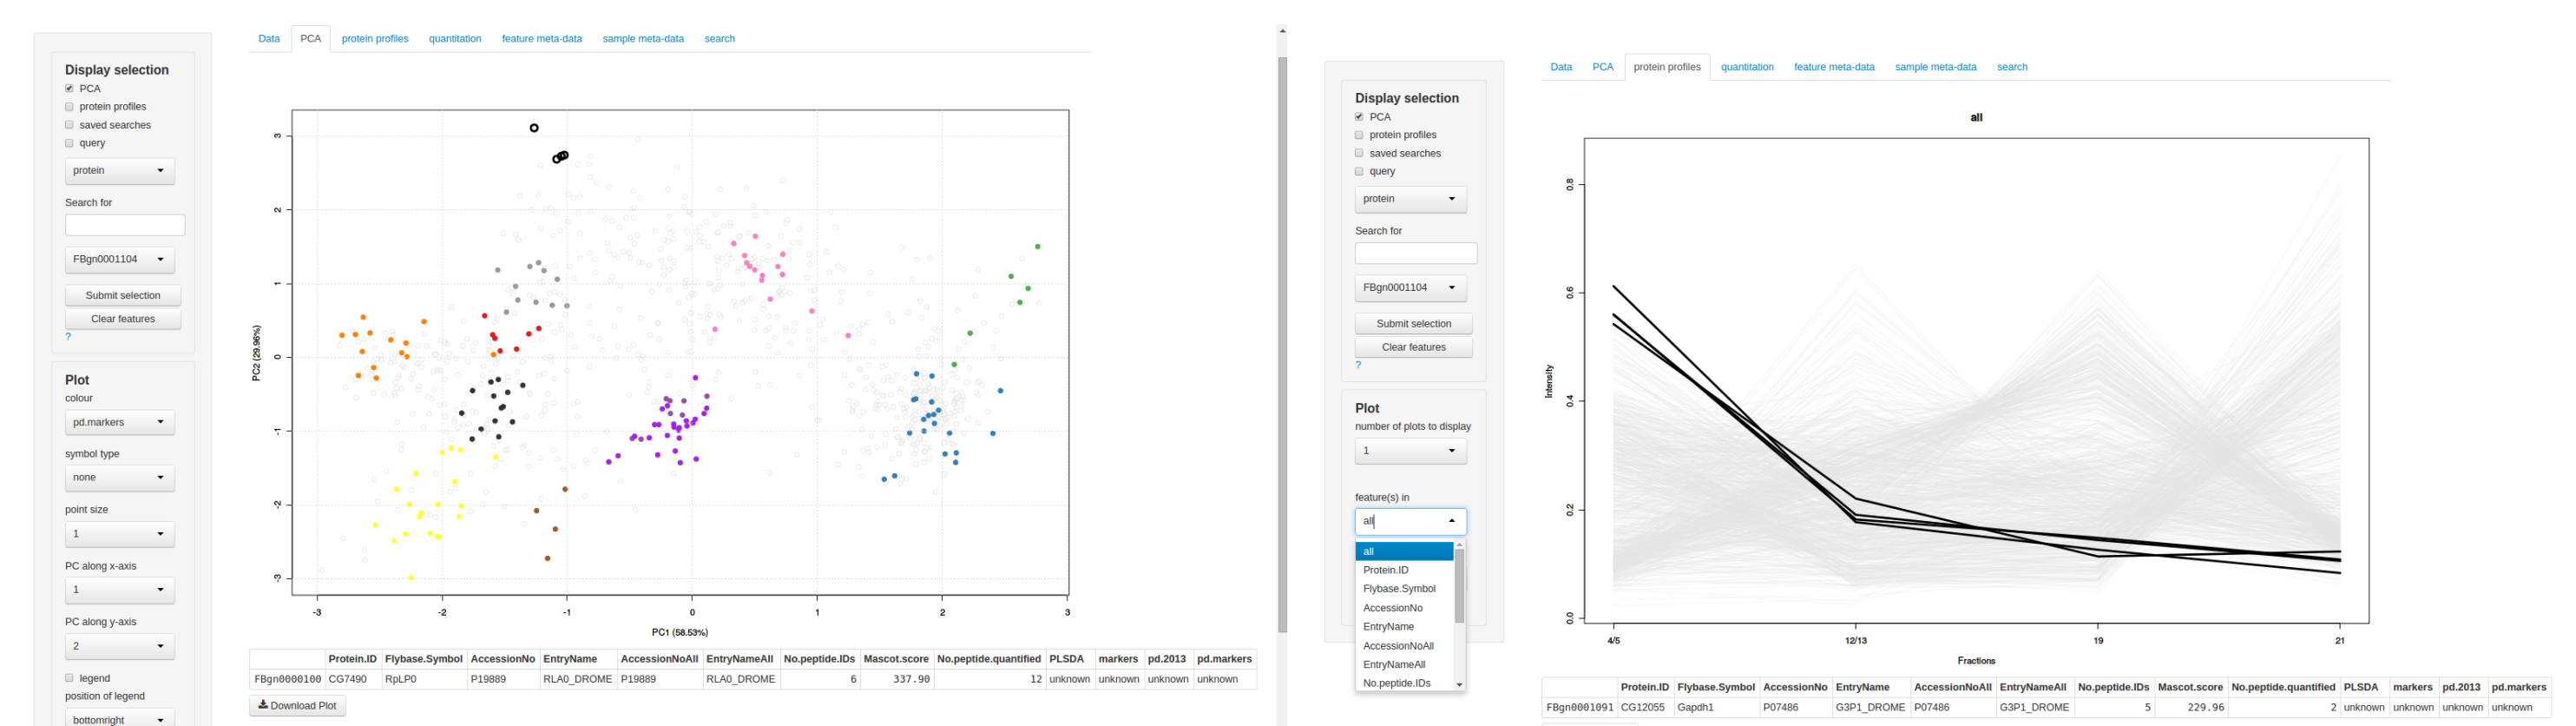 Data PCA protein profiles quantitation feature meta-data sample meta-data search
Display selection
PCA
protein profiles
saved searches
query
protein
Search for
FBgn0001104
Submit selection
Clear features
?
Plot
colour
pd.markers
symbol type
none
point size
1
PC along x-axis
1
PC along y-axis
2
legend
position of legend
bottomright
PC2 (29.96%)
3
2
1
0
-1
-2
-3
-3 -2 -1 0 1 2 3
PC1 (58.53%)
Protein.ID Flybase.Symbol AccessionNo EntryName AccessionNoAll EntryNameAll No.peptide.IDs Mascot.score No.peptide.quantified PLSDA markers pd.2013 pd.markers
FBgn0000100 CG7490 RpLP0 P19889 RLA0_DROME P19889 RLA0_DROME 6 337.90 12 unknown unknown unknown unknown
Download Plot
Data PCA protein profiles quantitation feature meta-data sample meta-data search
Display selection
PCA
protein profiles
saved searches
query
protein
Search for
FBgn0001104
Submit selection
Clear features
?
Plot
number of plots to display
1
feature(s) in
all
all
Protein.ID
Flybase.Symbol
AccessionNo
EntryName
AccessionNoAll
EntryNameAll
No.peptide.IDs
all
Intensity
0.8
0.6
0.4
0.2
0.0
4/5 12/13 19 21
Fractions
Protein.ID Flybase.Symbol AccessionNo EntryName AccessionNoAll EntryNameAll No.peptide.IDs Mascot.score No.peptide.quantified PLSDA markers pd.2013 pd.markers
FBgn0001091 CG12055 Gapdh1 P07486 G3P1_DROME P07486 G3P1_DROME 5 229.96 2 unknown unknown unknown unknown